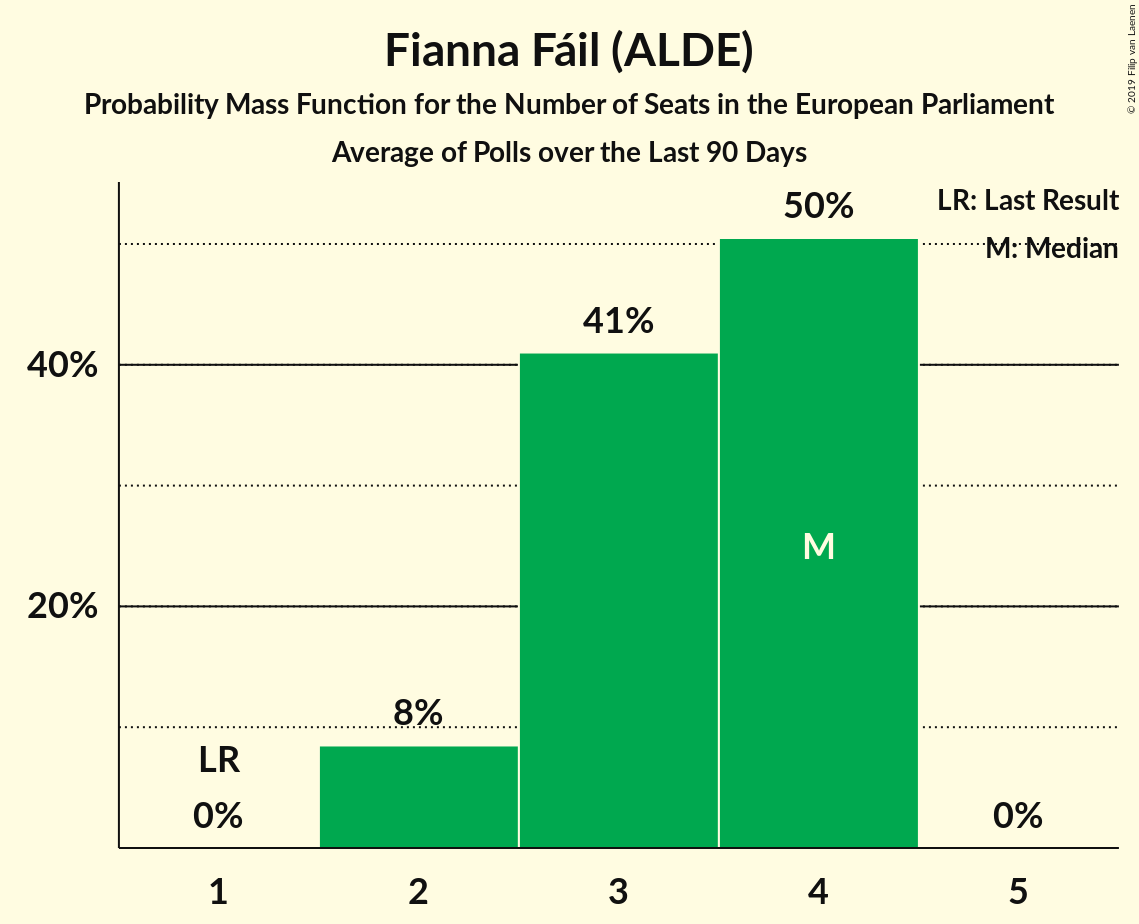 Fianna Fáil (ALDE)
Probability Mass Function for the Number of Seats in the European Parliament
Average of Polls over the Last 90 Days
© 2019 Filip van Laenen
LR: Last Result
M: Median
50%
41%
40%
M
20%
8%
LR
0%
0%
1 2 3 4 5